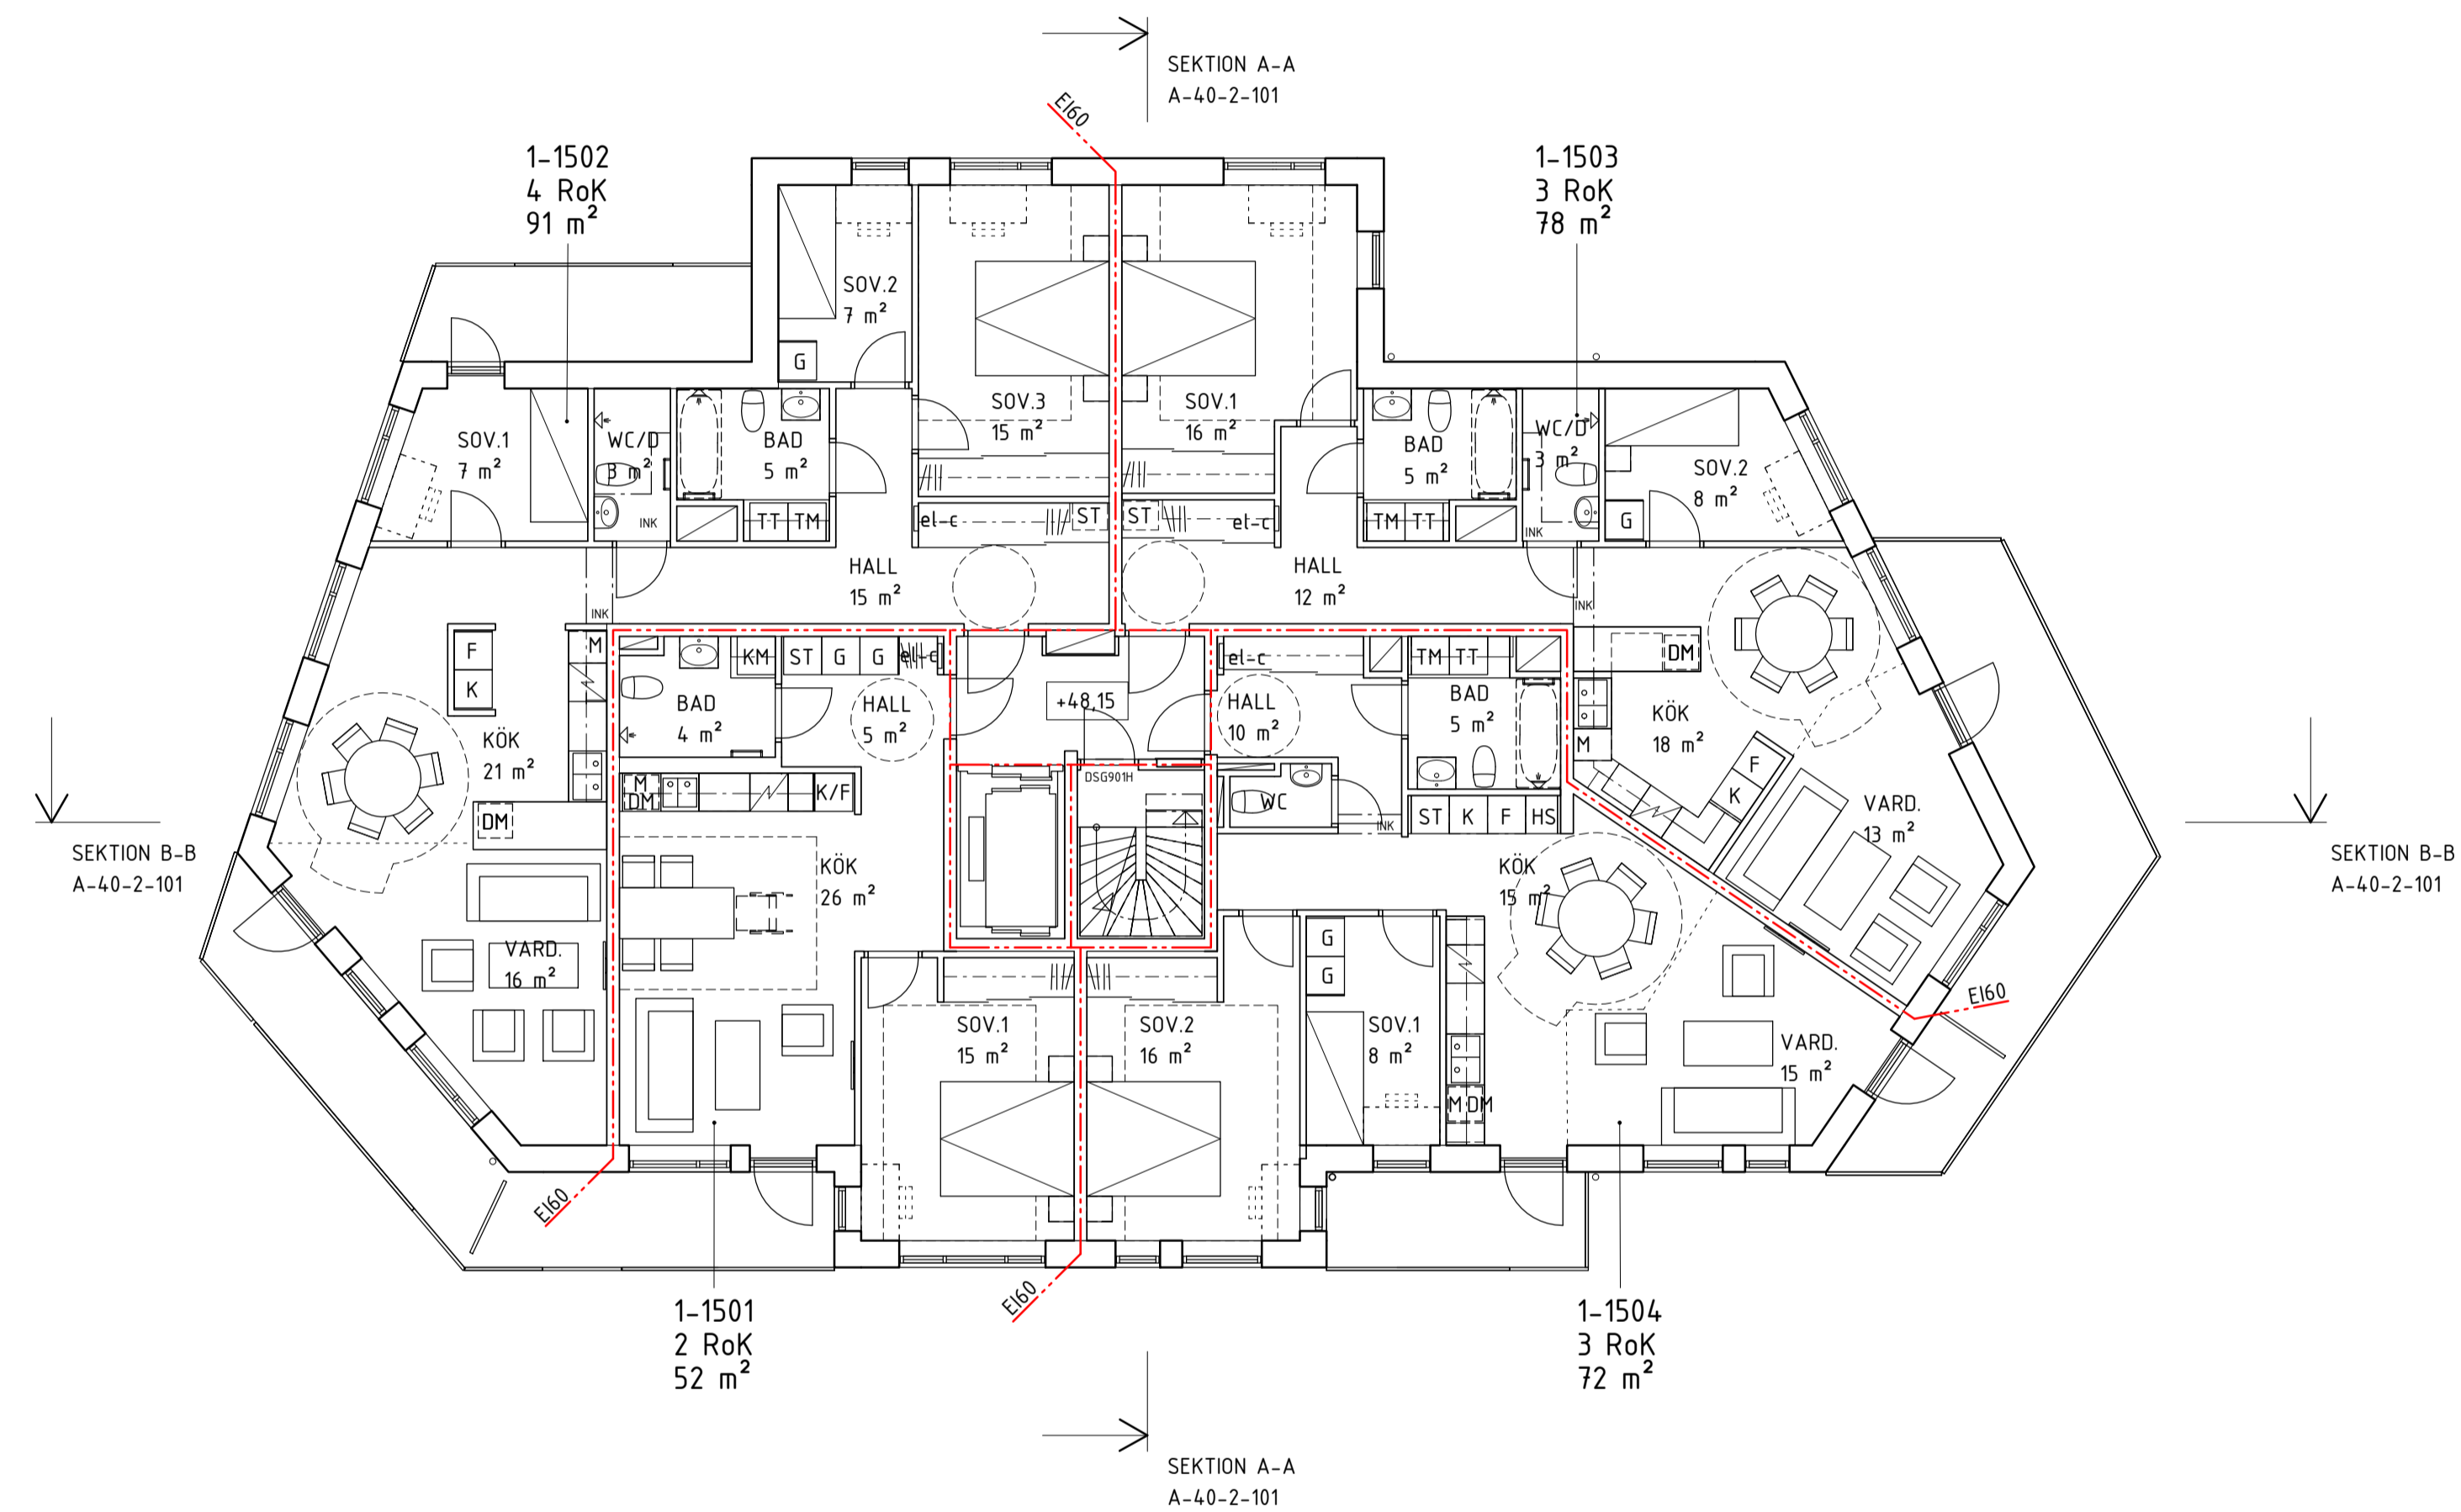 SEKTION A-A
A-40-2-101
EI60
1-1502
4 RoK
91 m²
1-1503
3 RoK
78 m²
SOV.2
7 m²
G
SOV.3
15 m²
SOV.1
16 m²
SOV.1
7 m²
WC/D
3 m²
BAD
5 m²
BAD
5 m²
WC/D
3 m²
SOV.2
8 m²
INK
TT
TM
el-c
ST
ST
el-c
TM
TT
INK
G
HALL
15 m²
HALL
12 m²
INK
INK
F
K
M
KM
ST
G
G
el-c
el-c
TM
TT
DM
BAD
4 m²
HALL
5 m²
+48,15
HALL
10 m²
BAD
5 m²
KÖK
18 m²
M
KÖK
21 m²
DSG901H
F
K
M
DM
K/F
WC
DM
INK
ST
K
F
HS
VARD.
13 m²
SEKTION B-B
A-40-2-101
SEKTION B-B
A-40-2-101
KÖK
26 m²
KÖK
15 m²
VARD.
16 m²
G
G
EI60
SOV.1
15 m²
SOV.2
16 m²
SOV.1
8 m²
VARD.
15 m²
M
DM
EI60
EI60
1-1501
2 RoK
52 m²
1-1504
3 RoK
72 m²
SEKTION A-A
A-40-2-101